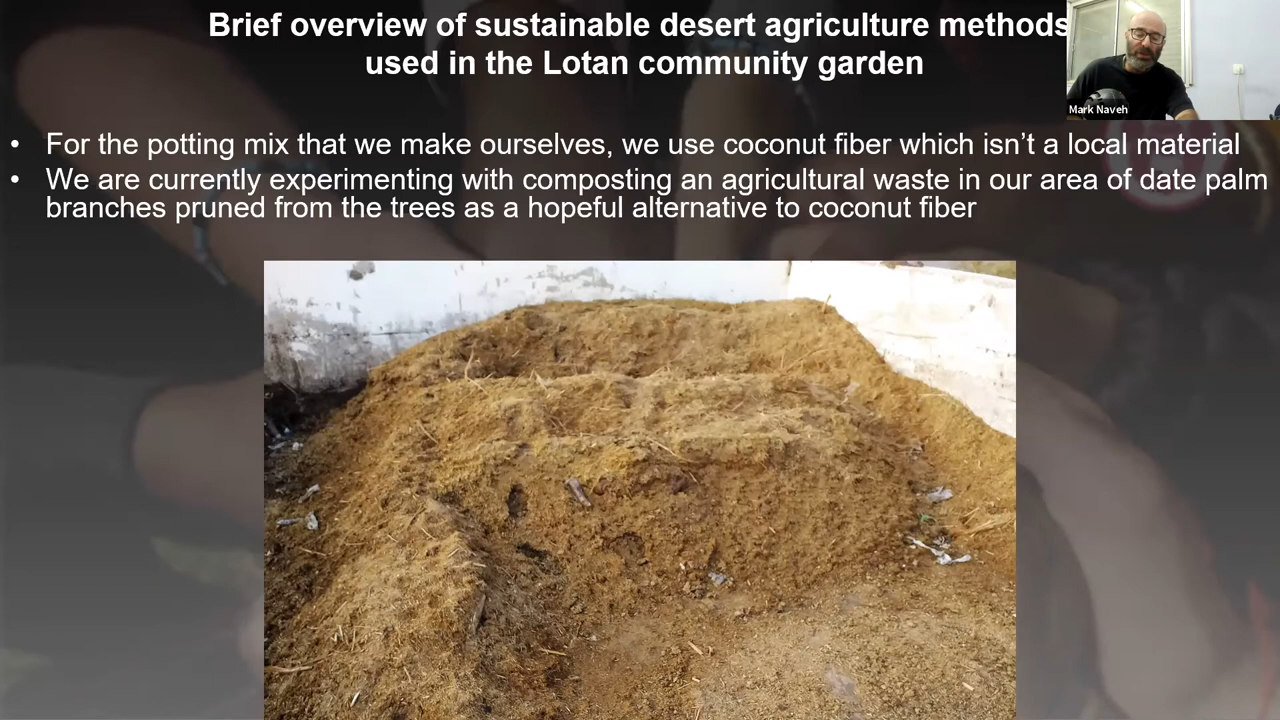 Brief overview of sustainable desert agriculture methods
used in the Lotan community garden
Mark Naveh
• For the potting mix that we make ourselves, we use coconut fiber which isn’t a local material
• We are currently experimenting with composting an agricultural waste in our area of date palm
branches pruned from the trees as a hopeful alternative to coconut fiber